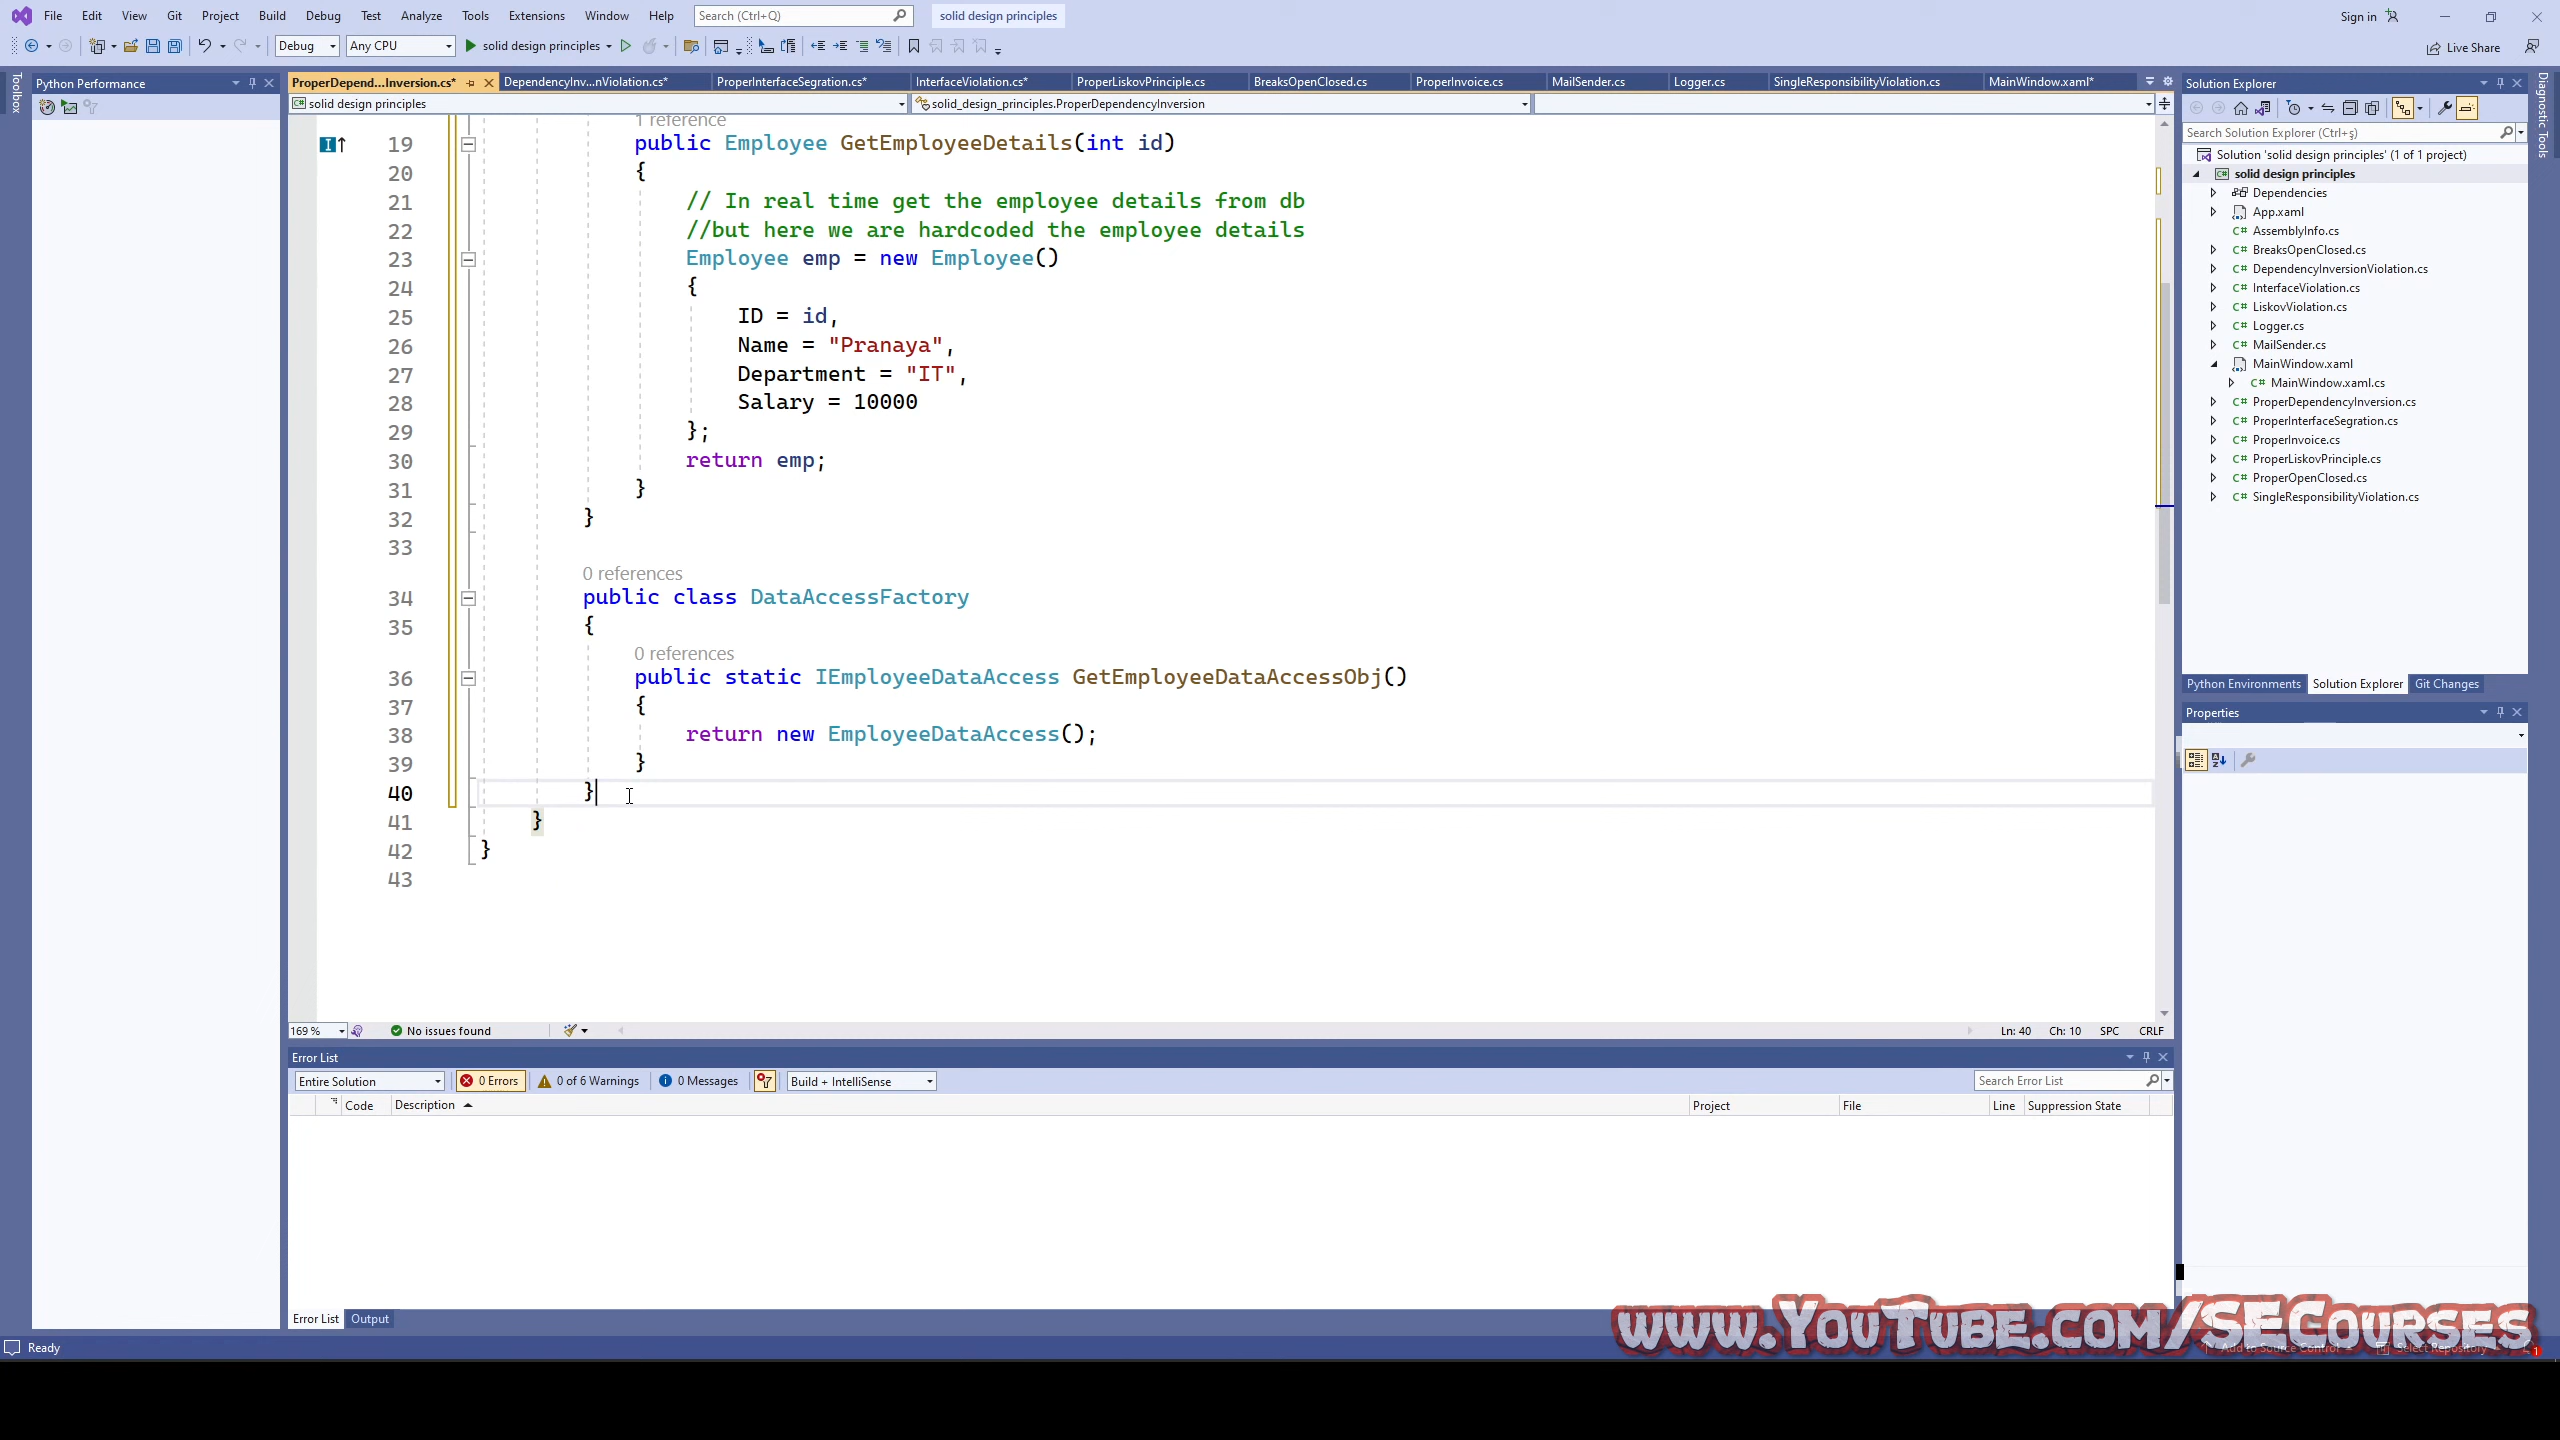 File Edit View Git Project Build Debug Test Analyze Tools Extensions Window Help Search (Ctrl+Q) solid design principles Sign in
Debug Any CPU solid design principles Live Share
Toolbox
Python Performance
ProperDepend...Inversion.cs* DependencyInv...nViolation.cs* ProperInterfaceSegration.cs* InterfaceViolation.cs* ProperLiskovPrinciple.cs BreaksOpenClosed.cs ProperInvoice.cs MailSender.cs Logger.cs SingleResponsibilityViolation.cs MainWindow.xaml*
solid design principles solid_design_principles.ProperDependencyInversion
1 reference
19 public Employee GetEmployeeDetails(int id)
20 {
21 // In real time get the employee details from db
22 //but here we are hardcoded the employee details
23 Employee emp = new Employee()
24 {
25 ID = id,
26 Name = "Pranaya",
27 Department = "IT",
28 Salary = 10000
29 };
30 return emp;
31 }
32 }
33
0 references
34 public class DataAccessFactory
35 {
0 references
36 public static IEmployeeDataAccess GetEmployeeDataAccessObj()
37 {
38 return new EmployeeDataAccess();
39 }
40 }
41 }
42 }
43
169 % No issues found Ln: 40 Ch: 10 SPC CRLF
Error List
Entire Solution 0 Errors 0 of 6 Warnings 0 Messages Build + IntelliSense Search Error List
Code Description Project File Line Suppression State
Error List Output
Ready
Solution Explorer
Search Solution Explorer (Ctrl+ş)
Solution 'solid design principles' (1 of 1 project)
solid design principles
Dependencies
App.xaml
AssemblyInfo.cs
BreaksOpenClosed.cs
DependencyInversionViolation.cs
InterfaceViolation.cs
LiskovViolation.cs
Logger.cs
MailSender.cs
MainWindow.xaml
MainWindow.xaml.cs
ProperDependencyInversion.cs
ProperInterfaceSegration.cs
ProperInvoice.cs
ProperLiskovPrinciple.cs
ProperOpenClosed.cs
SingleResponsibilityViolation.cs
Python Environments Solution Explorer Git Changes
Properties
Diagnostic Tools
www.YouTube.com/SECourses
Add to Source Control Select Repository 1